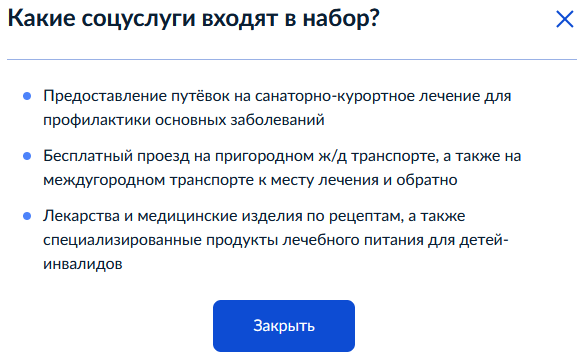 Какие соцуслуги входят в набор?
Предоставление путёвок на санаторно-курортное лечение для
профилактики основных заболеваний
Бесплатный проезд на пригородном ж/д транспорте, а также на
междугородном транспорте к месту лечения и обратно
Лекарства и медицинские изделия по рецептам, а также
специализированные продукты лечебного питания для детей-
инвалидов
Закрыть